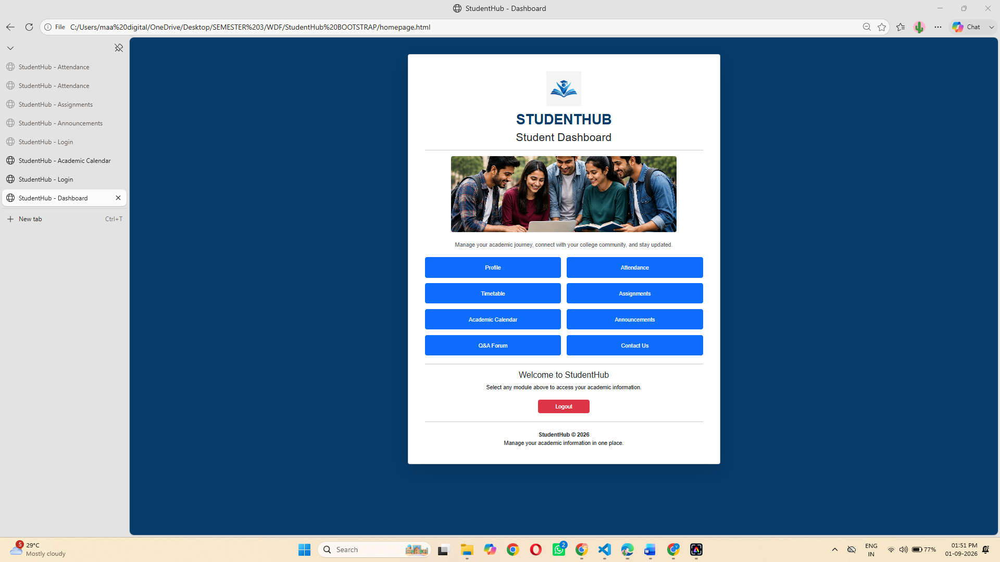 StudentHub - Dashboard
File C:/Users/maa%20digital/OneDrive/Desktop/SEMESTER%203/WDF/StudentHub%20BOOTSTRAP/homepage.html
Chat
StudentHub - Attendance
StudentHub - Attendance
StudentHub - Assignments
StudentHub - Announcements
StudentHub - Login
StudentHub - Academic Calendar
StudentHub - Login
StudentHub - Dashboard
New tab Ctrl+T
STUDENTHUB
Student Dashboard
Manage your academic journey, connect with your college community, and stay updated.
Profile Attendance
Timetable Assignments
Academic Calendar Announcements
Q&A Forum Contact Us
Welcome to StudentHub
Select any module above to access your academic information.
Logout
StudentHub © 2026
Manage your academic information in one place.
5
29°C
Mostly cloudy
Search
2
ENG
IN
77%
01:51 PM
01-09-2026